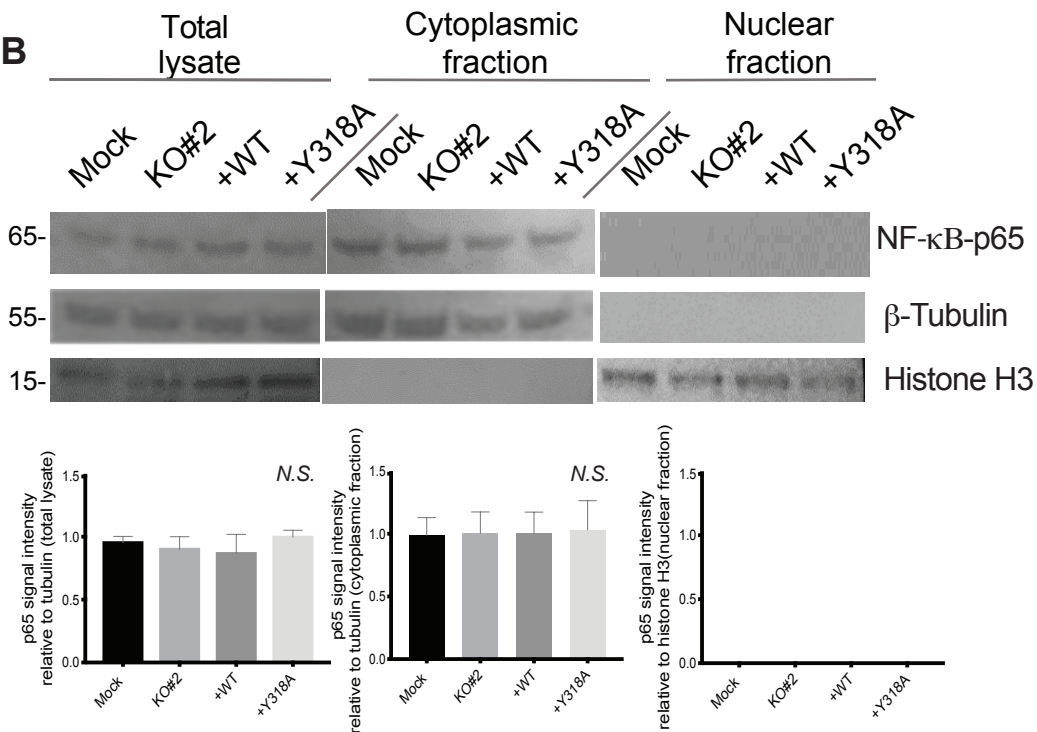 B
Total
lysate
Cytoplasmic
fraction
Nuclear
fraction
Mock KO#2 +WT +Y318A Mock KO#2 +WT +Y318A Mock KO#2 +WT +Y318A
65- NF-κB-p65
55- β-Tubulin
15- Histone H3
p65 signal intensity
relative to tubulin (total lysate)
1.5
1.0
0.5
0.0
N.S.
Mock KO#2 +WT +Y318A
p65 signal intensity
relative to tubulin (cytoplasmic fraction)
1.5
1.0
0.5
0.0
N.S.
Mock KO#2 +WT +Y318A
p65 signal intensity
relative to histone H3(nuclear fraction)
1.5
1.0
0.5
0.0
Mock KO#2 +WT +Y318A